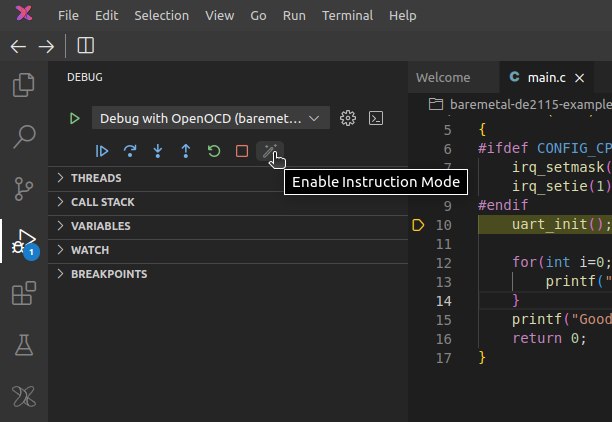 File Edit Selection View Go Run Terminal Help
DEBUG
Debug with OpenOCD (baremet...
Enable Instruction Mode
THREADS
CALL STACK
VARIABLES
WATCH
BREAKPOINTS
1
Welcome
C main.c
baremetal-de2115-example
5 {
6 #ifdef CONFIG_CP
7 irq_setmask(
irq_setie(1)
9 #endif
10 uart_init();
11
12 for(int i=0;
13 printf("
14 }
15 printf("Good
16 return 0;
17 }